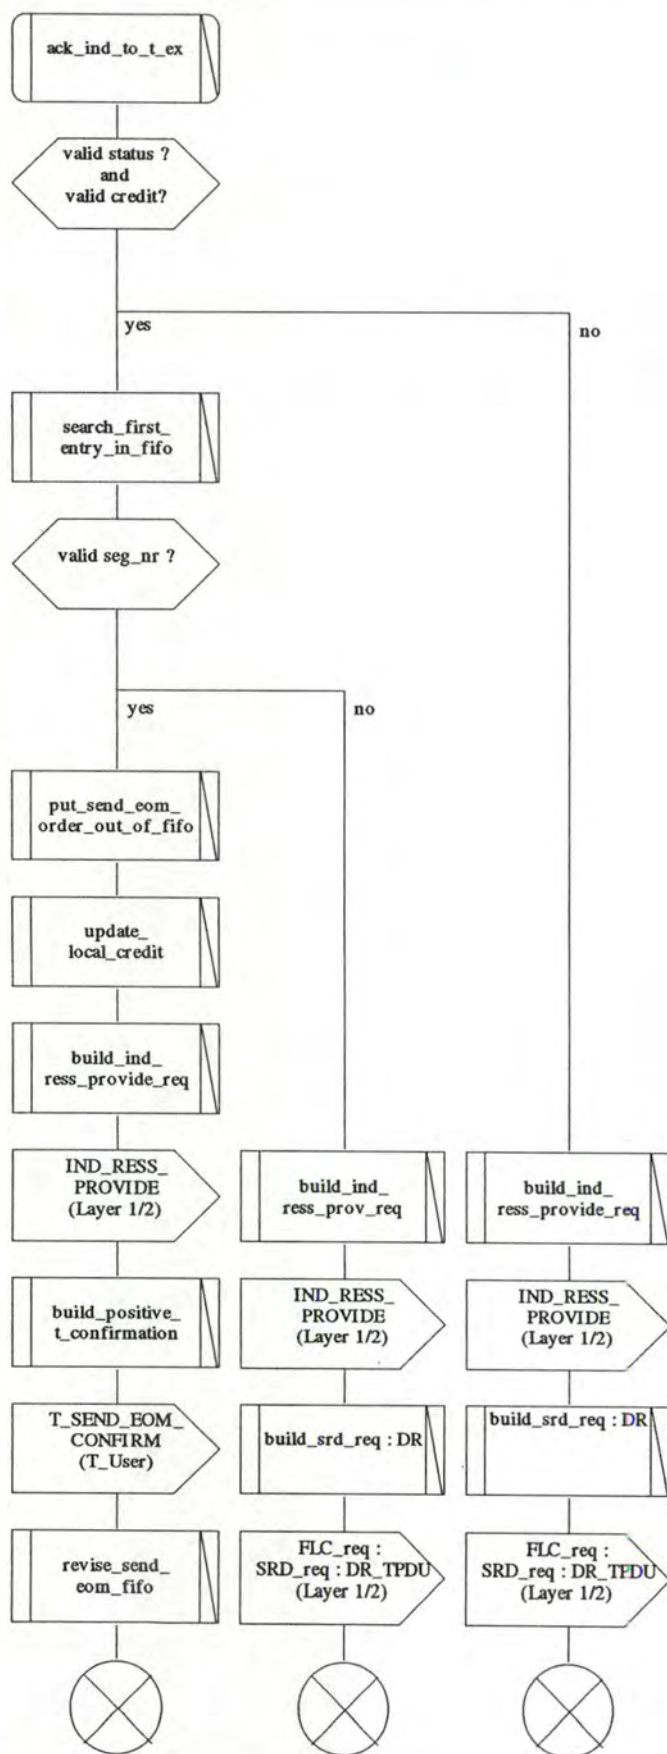 ack_ind_to_t_ex
valid status ?
and
valid credit?
yes
no
search_first_
entry_in_fifo
valid seg_nr ?
yes
no
put_send_eom_
order_out_of_fifo
update_
local_credit
build_ind_
ress_provide_req
IND_RESS_
PROVIDE
(Layer 1/2)
build_positive_
t_confirmation
T_SEND_EOM_
CONFIRM
(T_User)
revise_send_
eom_fifo
build_ind_
ress_prov_req
IND_RESS_
PROVIDE
(Layer 1/2)
build_srd_req : DR
FLC_req :
SRD_req : DR_TPDU
(Layer 1/2)
build_ind_
ress_provide_req
IND_RESS_
PROVIDE
(Layer 1/2)
build_srd_req : DR
FLC_req :
SRD_req : DR_TPDU
(Layer 1/2)